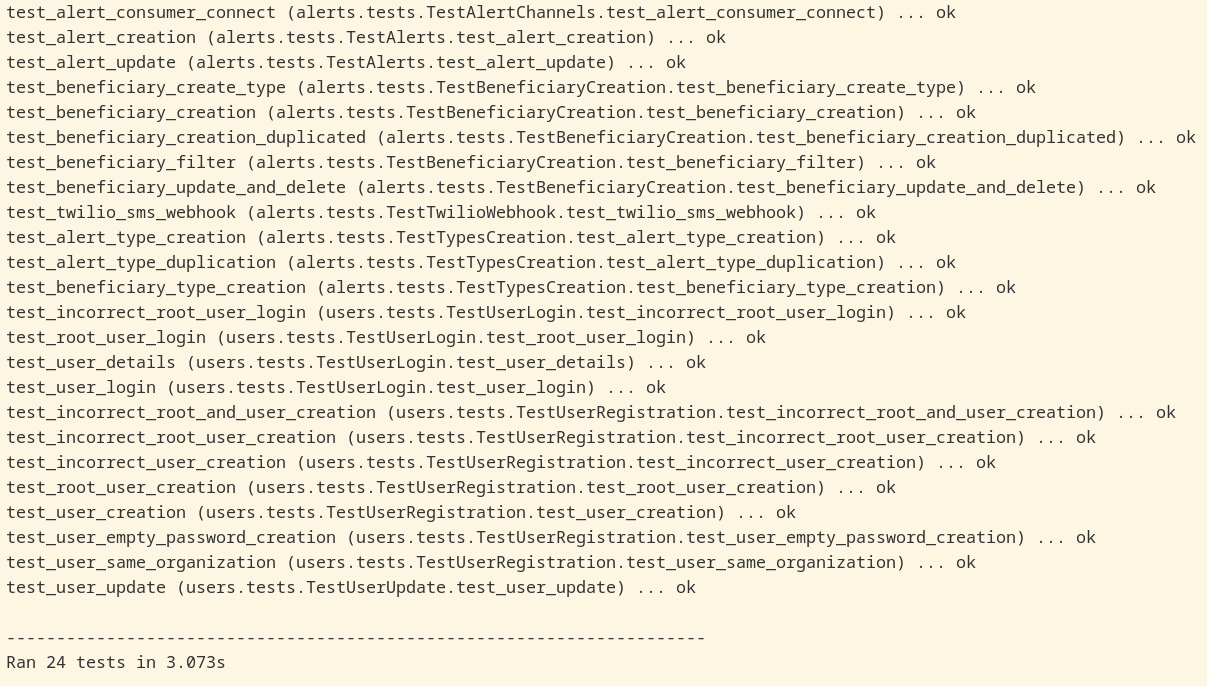 test_alert_consumer_connect (alerts.tests.TestAlertChannels.test_alert_consumer_connect) ... ok
test_alert_creation (alerts.tests.TestAlerts.test_alert_creation) ... ok
test_alert_update (alerts.tests.TestAlerts.test_alert_update) ... ok
test_beneficiary_create_type (alerts.tests.TestBeneficiaryCreation.test_beneficiary_create_type) ... ok
test_beneficiary_creation (alerts.tests.TestBeneficiaryCreation.test_beneficiary_creation) ... ok
test_beneficiary_creation_duplicated (alerts.tests.TestBeneficiaryCreation.test_beneficiary_creation_duplicated) ... ok
test_beneficiary_filter (alerts.tests.TestBeneficiaryCreation.test_beneficiary_filter) ... ok
test_beneficiary_update_and_delete (alerts.tests.TestBeneficiaryCreation.test_beneficiary_update_and_delete) ... ok
test_twilio_sms_webhook (alerts.tests.TestTwilioWebhook.test_twilio_sms_webhook) ... ok
test_alert_type_creation (alerts.tests.TestTypesCreation.test_alert_type_creation) ... ok
test_alert_type_duplication (alerts.tests.TestTypesCreation.test_alert_type_duplication) ... ok
test_beneficiary_type_creation (alerts.tests.TestTypesCreation.test_beneficiary_type_creation) ... ok
test_incorrect_root_user_login (users.tests.TestUserLogin.test_incorrect_root_user_login) ... ok
test_root_user_login (users.tests.TestUserLogin.test_root_user_login) ... ok
test_user_details (users.tests.TestUserLogin.test_user_details) ... ok
test_user_login (users.tests.TestUserLogin.test_user_login) ... ok
test_incorrect_root_and_user_creation (users.tests.TestUserRegistration.test_incorrect_root_and_user_creation) ... ok
test_incorrect_root_user_creation (users.tests.TestUserRegistration.test_incorrect_root_user_creation) ... ok
test_incorrect_user_creation (users.tests.TestUserRegistration.test_incorrect_user_creation) ... ok
test_root_user_creation (users.tests.TestUserRegistration.test_root_user_creation) ... ok
test_user_creation (users.tests.TestUserRegistration.test_user_creation) ... ok
test_user_empty_password_creation (users.tests.TestUserRegistration.test_user_empty_password_creation) ... ok
test_user_same_organization (users.tests.TestUserRegistration.test_user_same_organization) ... ok
test_user_update (users.tests.TestUserUpdate.test_user_update) ... ok
----------------------------------------------------------------------
Ran 24 tests in 3.073s